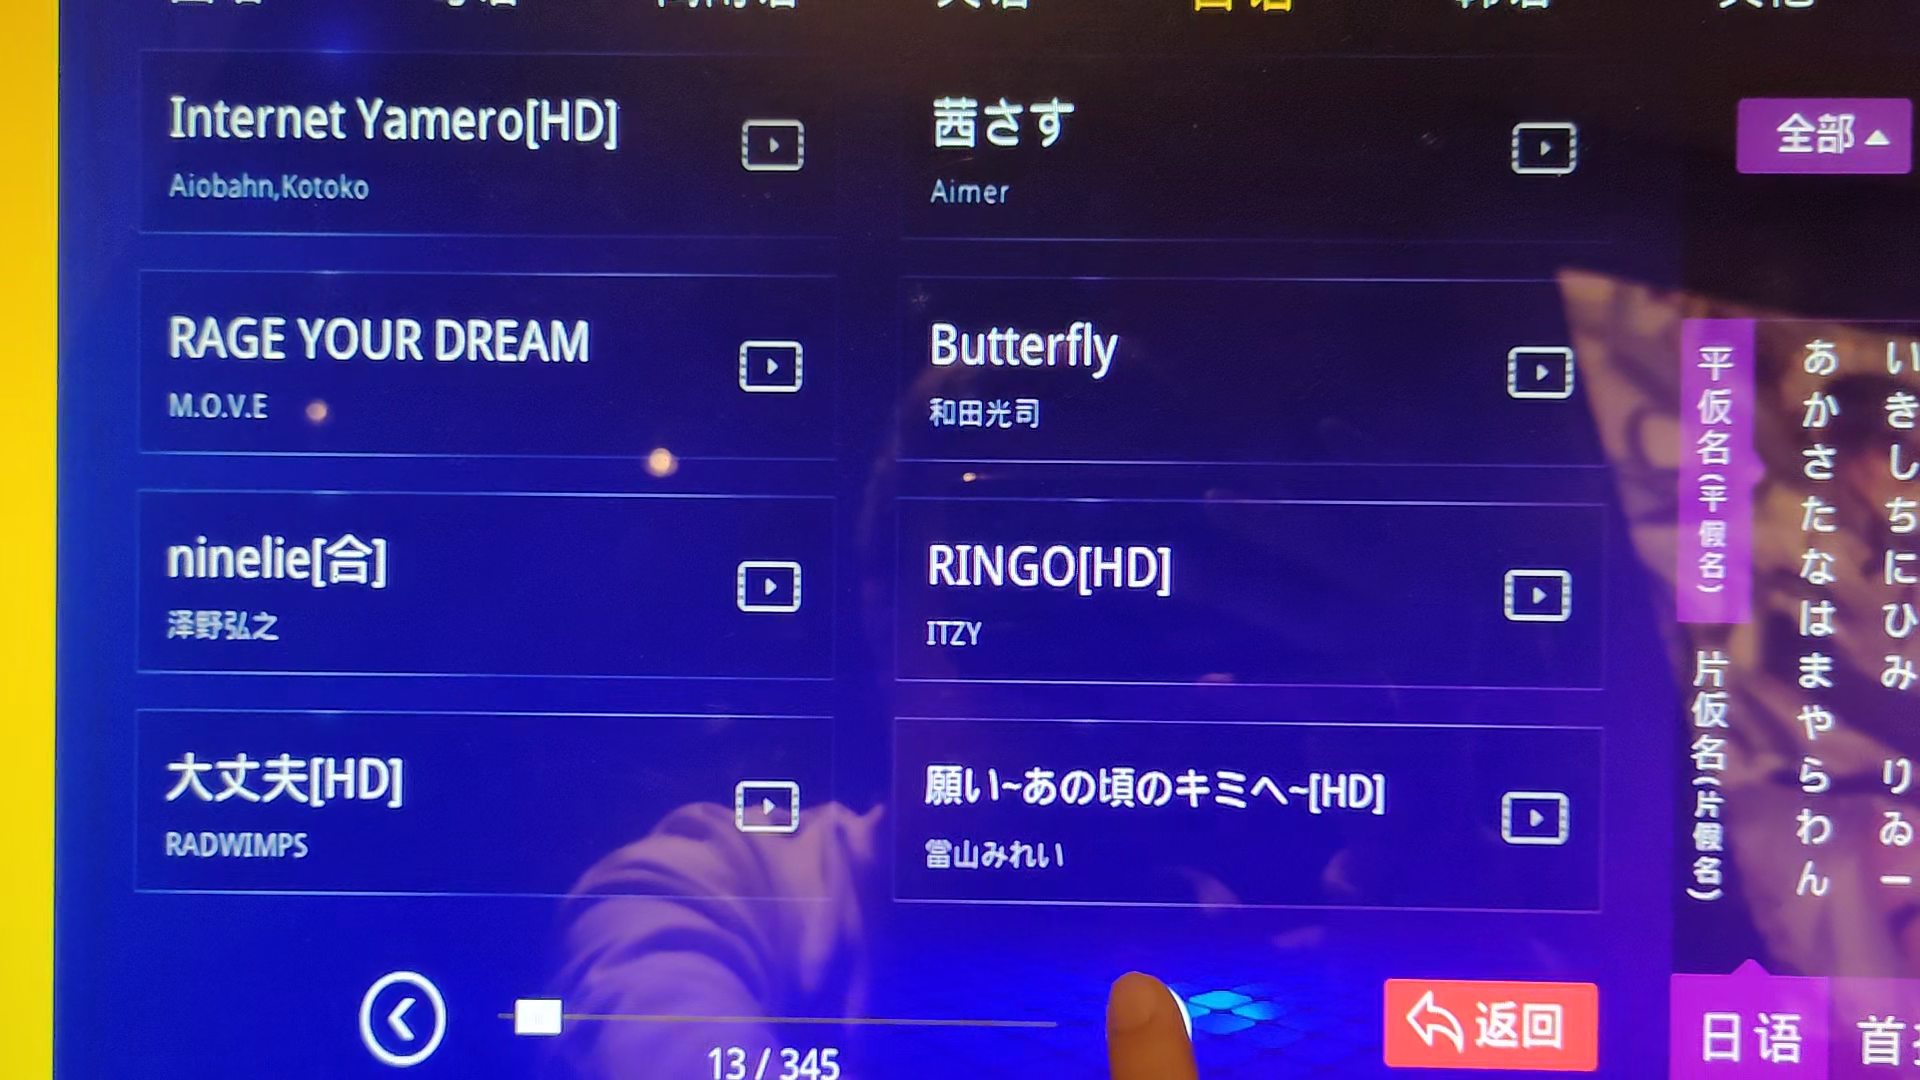 日语
Internet Yamero[HD]
Aiobahn,Kotoko
茜さす
Aimer
全部▲
RAGE YOUR DREAM
M.O.V.E
Butterfly
和田光司
ninelie[合]
泽野弘之
RINGO[HD]
ITZY
大丈夫[HD]
RADWIMPS
願い~あの頃のキミへ~[HD]
當山みれい
平仮名(平假名)
片仮名(片假名)
あかさたなはまやらわん
いきしちにひみ りゐー
13 / 345
返回
日语
首